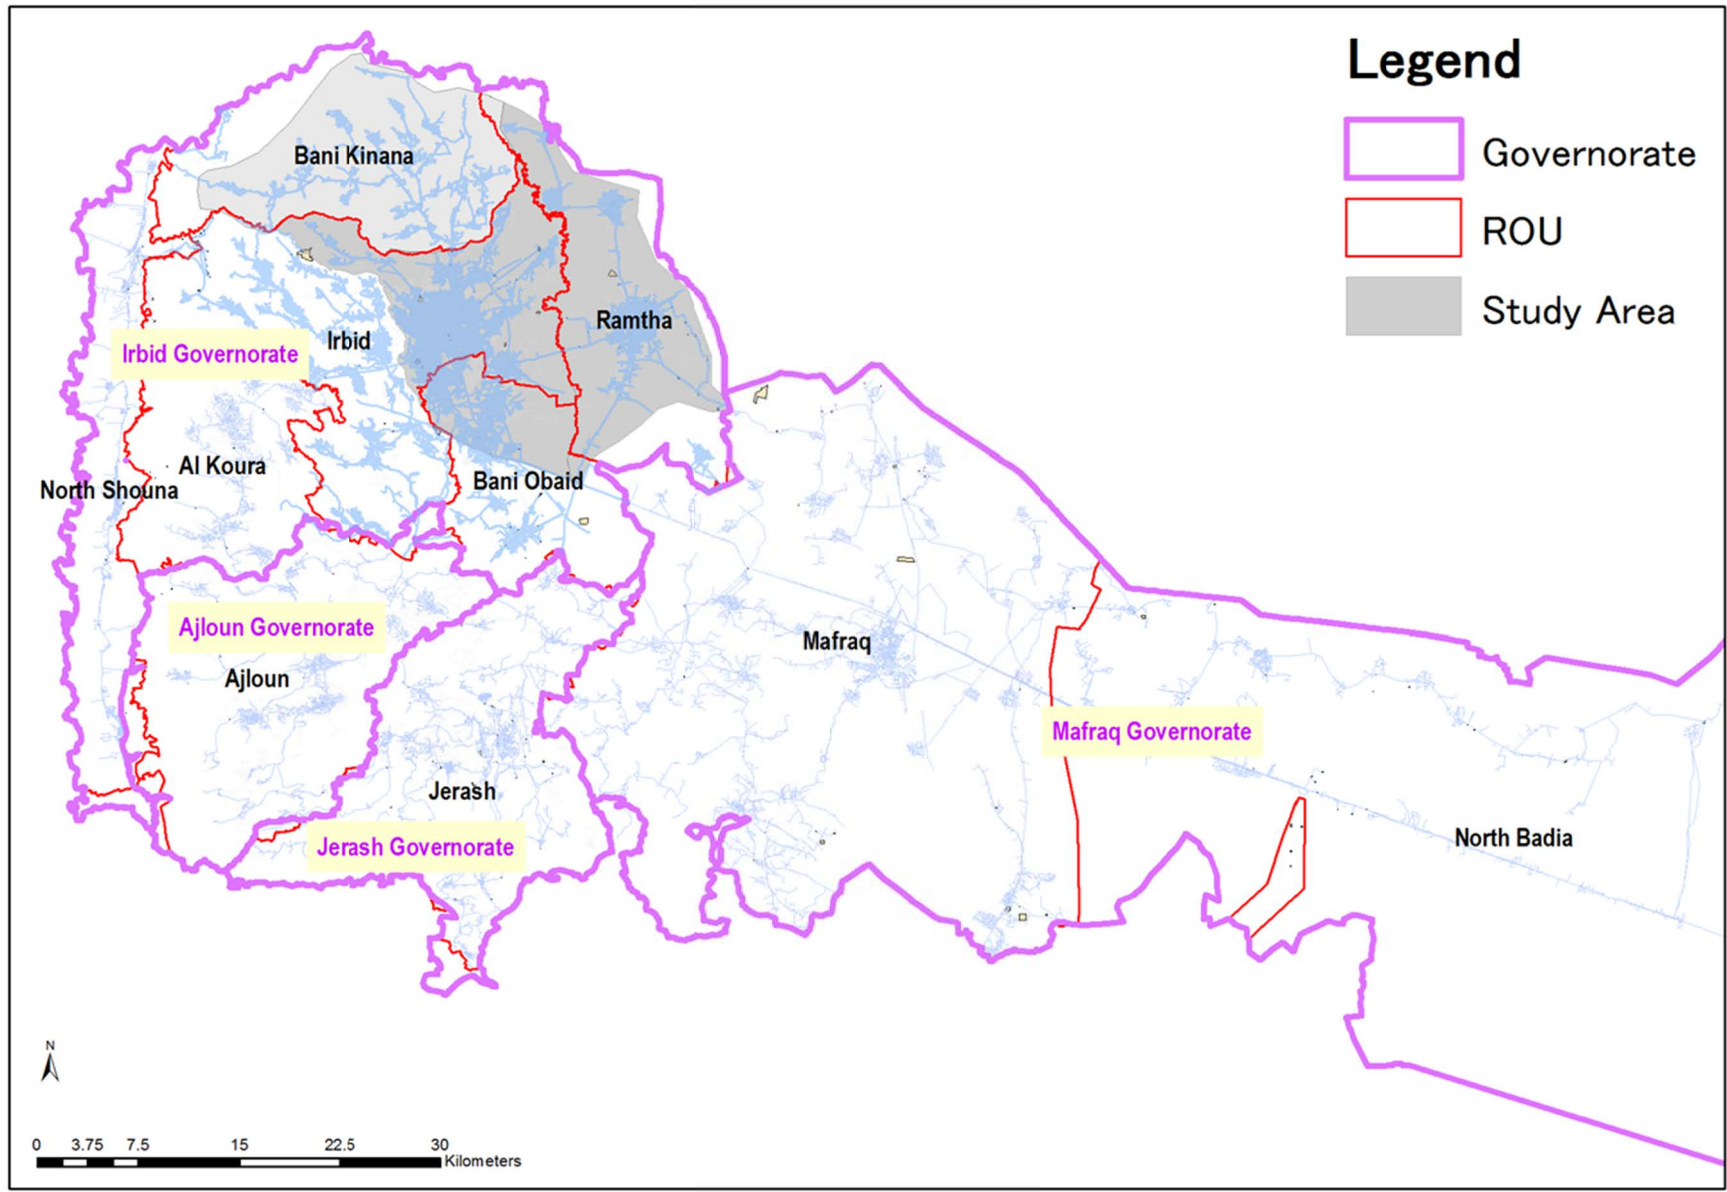 Legend
Governorate
ROU
Study Area
Bani Kinana
Ramtha
Irbid
Irbid Governorate
Al Koura
Bani Obaid
North Shouna
Ajloun Governorate
Mafraq
Ajloun
Mafraq Governorate
Jerash
North Badia
Jerash Governorate
N
0 3.75 7.5 15 22.5 30
Kilometers